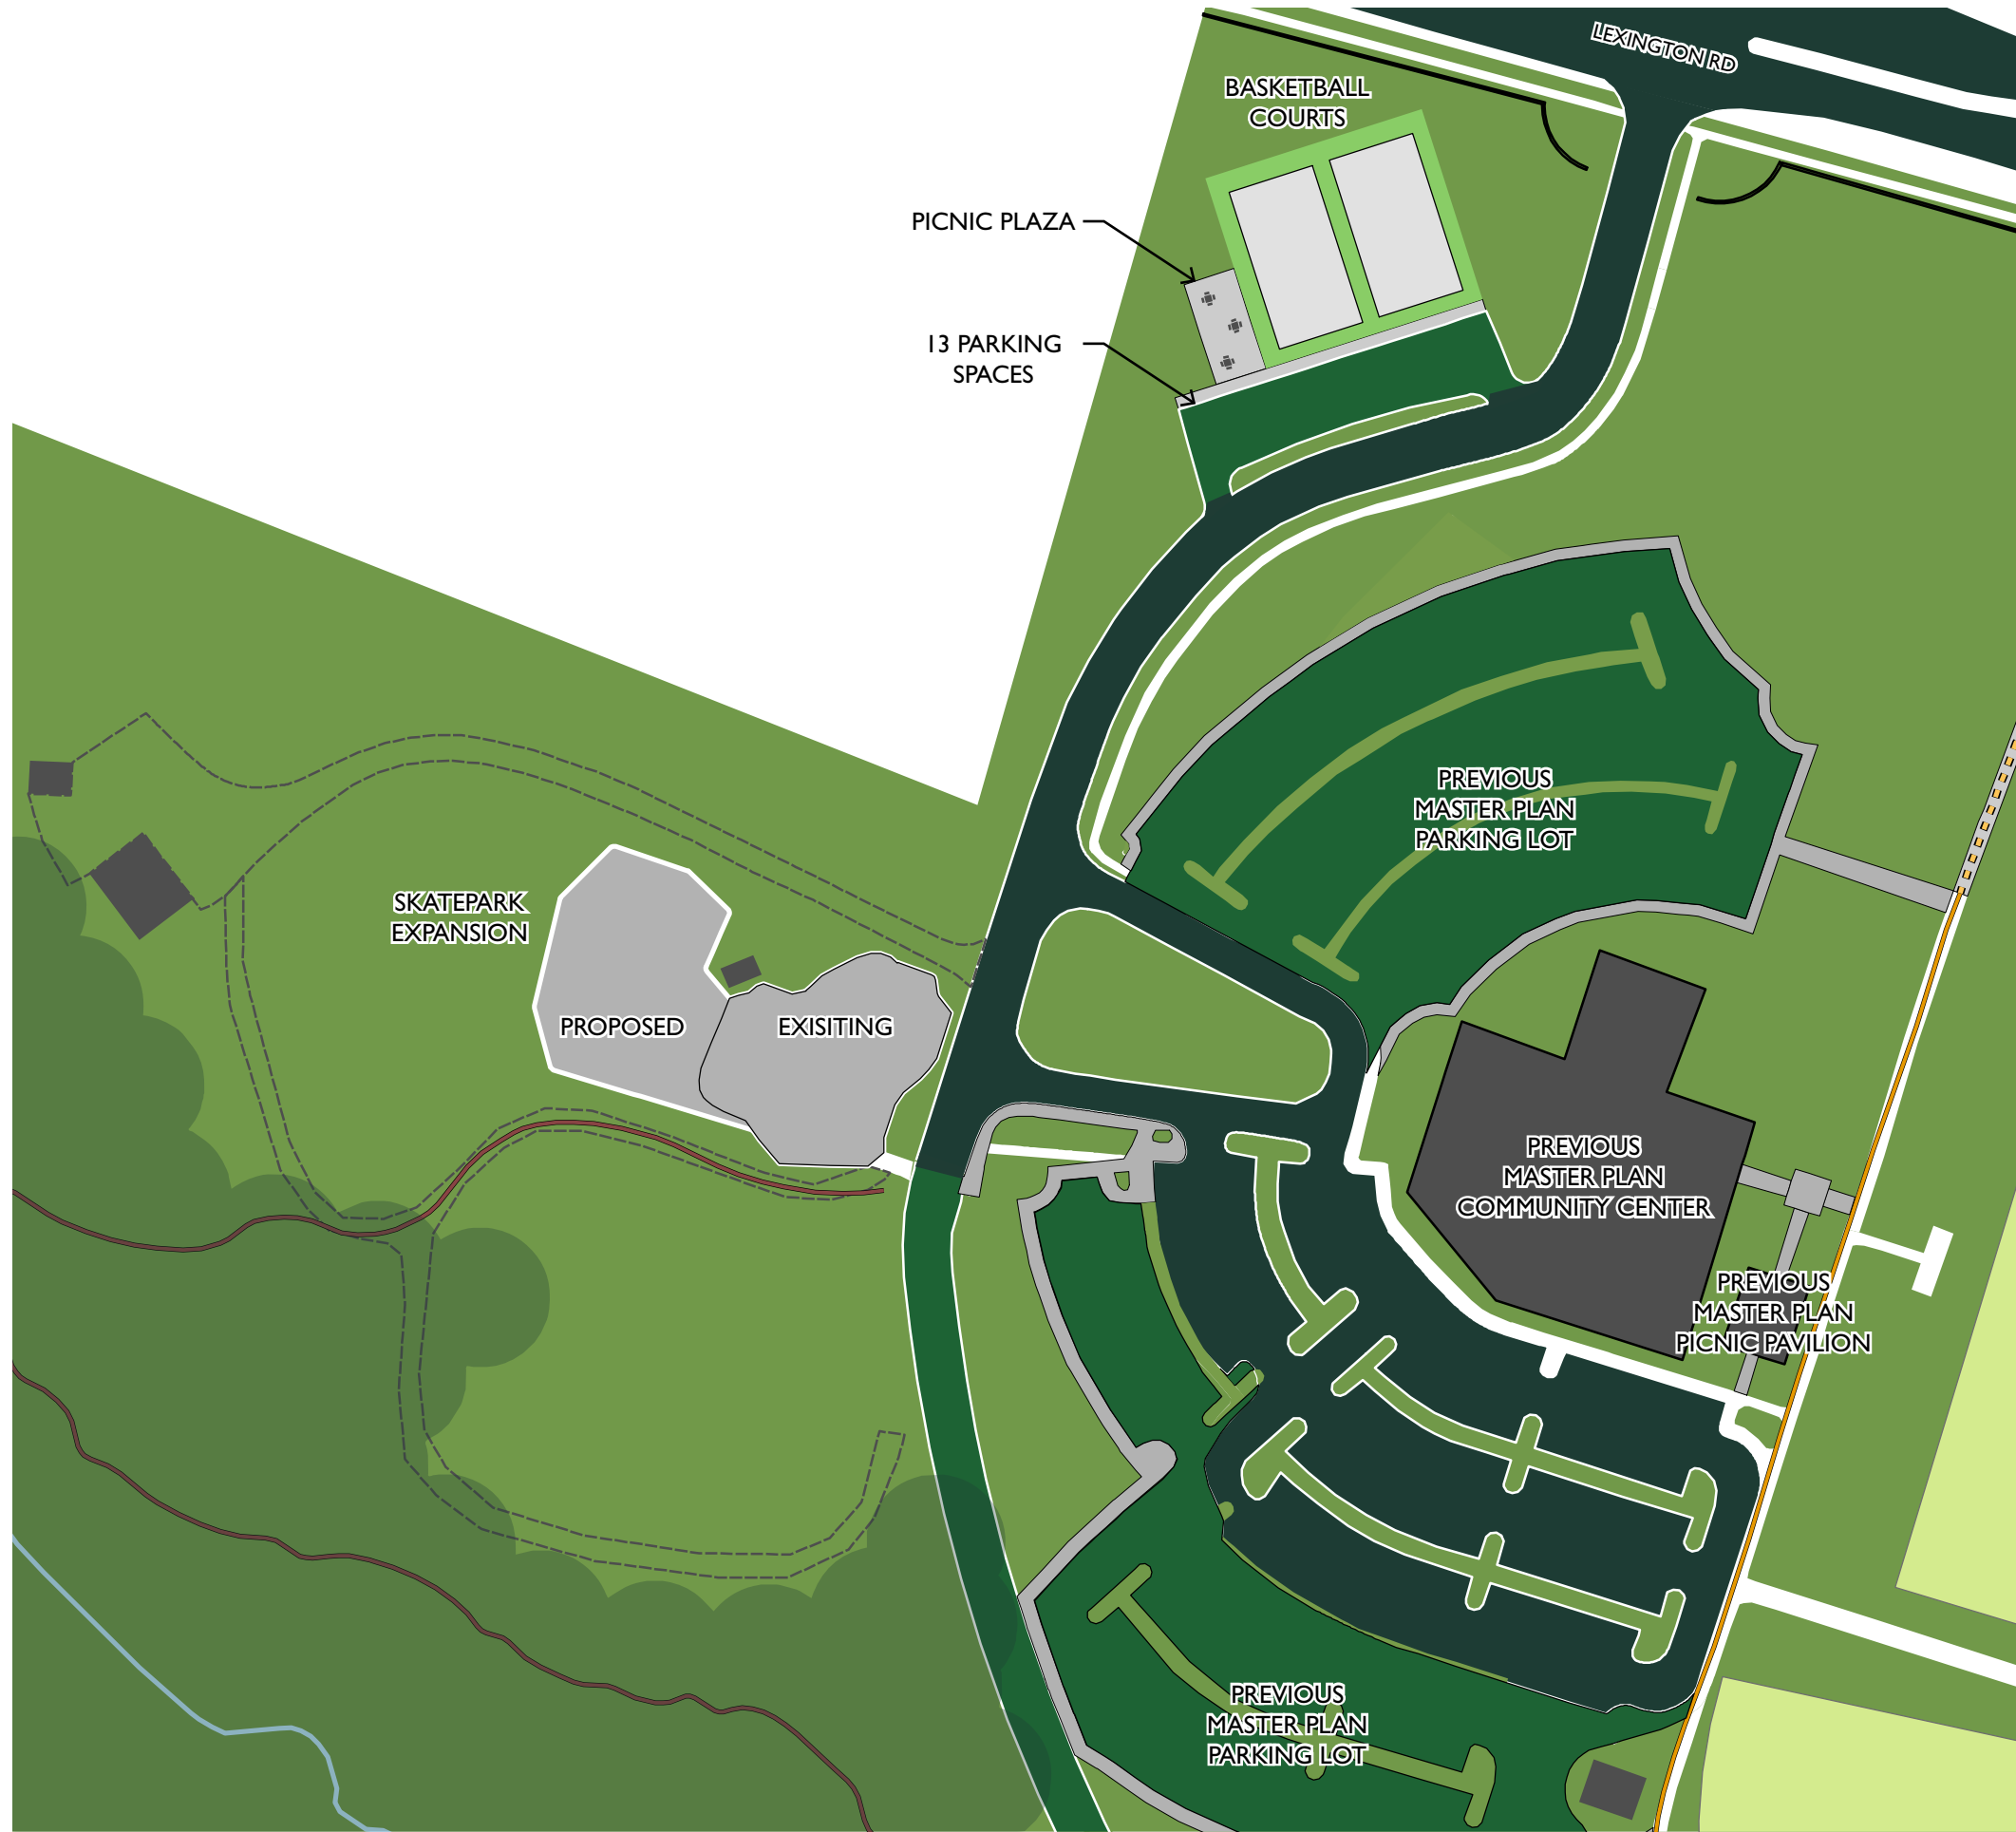 LEXINGTON RD
BASKETBALL
COURTS
PICNIC PLAZA
13 PARKING
SPACES
PREVIOUS
MASTER PLAN
PARKING LOT
SKATEPARK
EXPANSION
PROPOSED
EXISITING
PREVIOUS
MASTER PLAN
COMMUNITY CENTER
PREVIOUS
MASTER PLAN
PICNIC PAVILION
PREVIOUS
MASTER PLAN
PARKING LOT